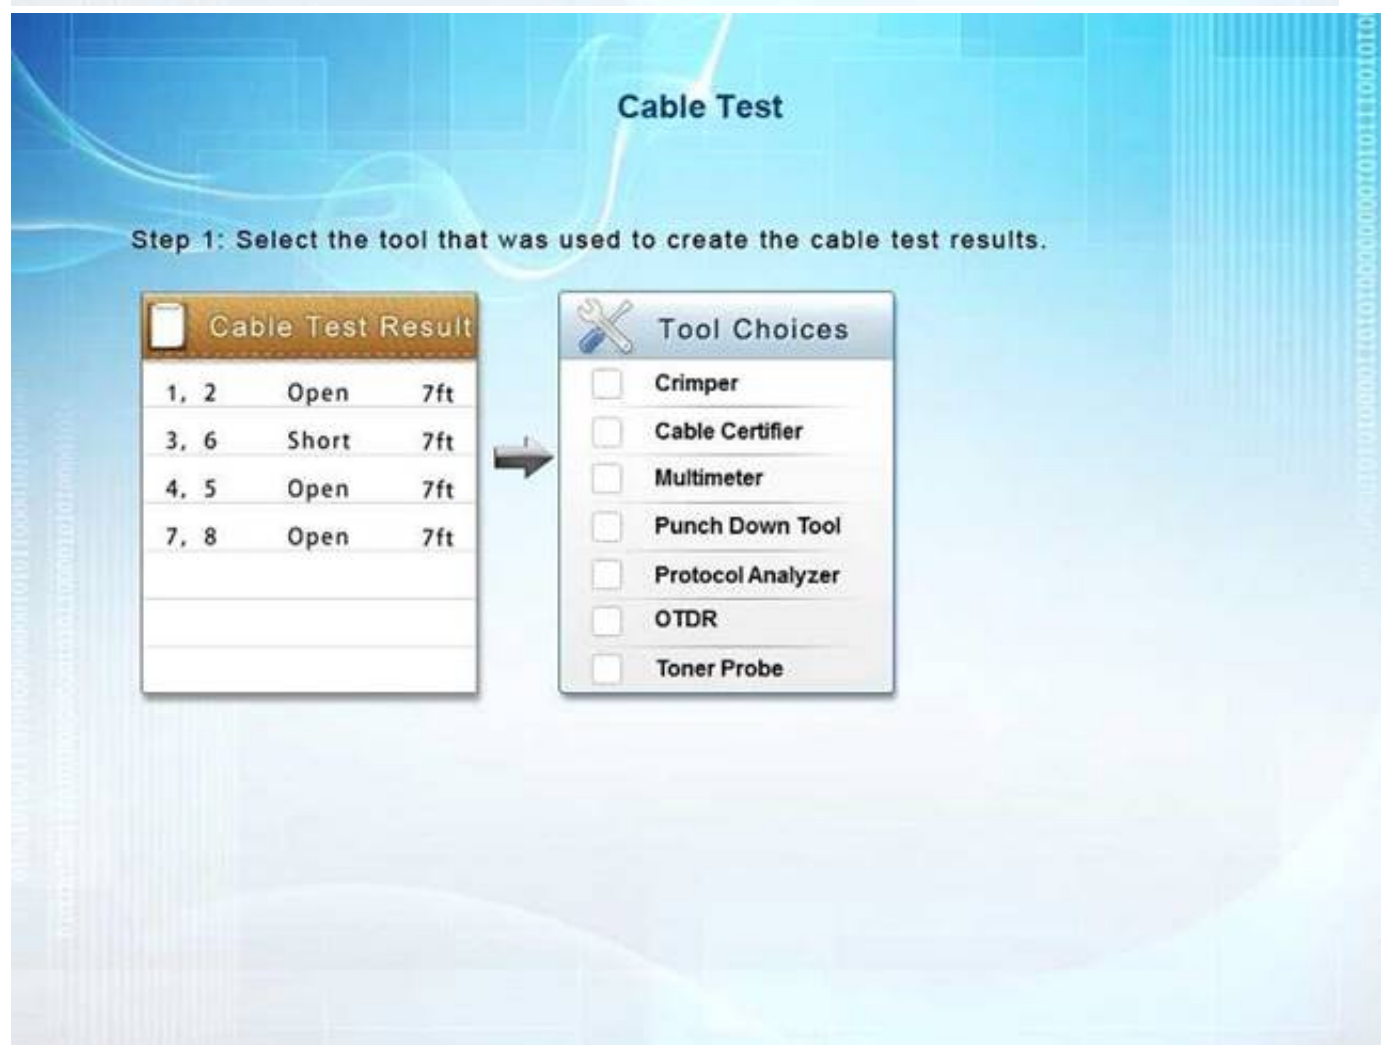 Cable Test
Step 1: Select the tool that was used to create the cable test results.
Cable Test Result
1, 2 Open 7ft
3, 6 Short 7ft
4, 5 Open 7ft
7, 8 Open 7ft
Tool Choices
Crimper
Cable Certifier
Multimeter
Punch Down Tool
Protocol Analyzer
OTDR
Toner Probe